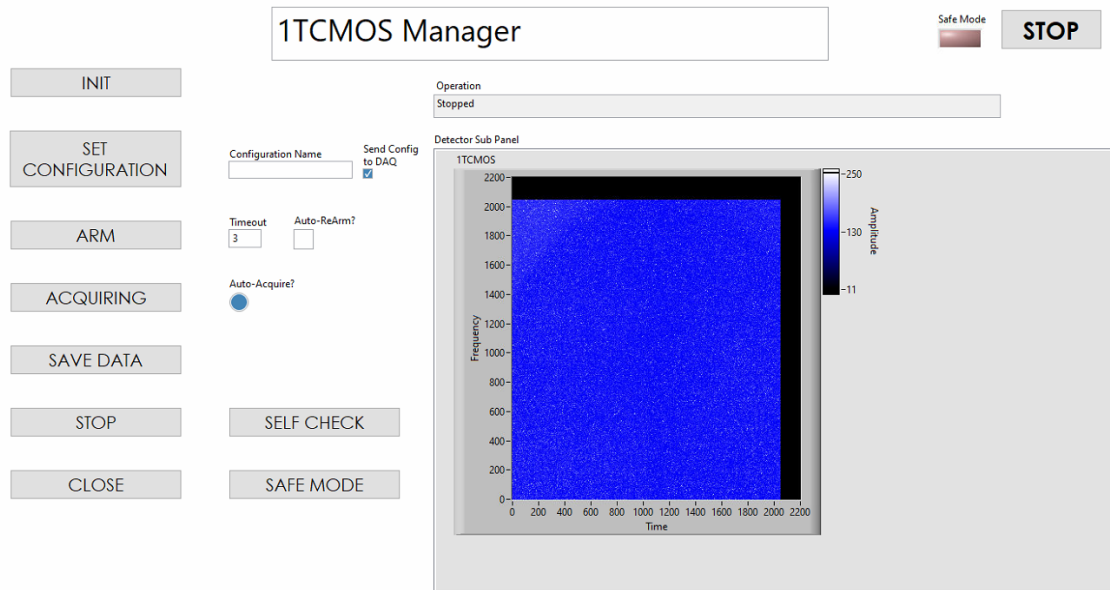 1TCMOS Manager
Safe Mode
STOP
INIT
Operation
Stopped
SET
CONFIGURATION
Configuration Name
Send Config
to DAQ
ARM
Timeout
3
Auto-ReArm?
ACQUIRING
Auto-Acquire?
SAVE DATA
STOP
SELF CHECK
CLOSE
SAFE MODE
Detector Sub Panel
1TCMOS
2200
2000
1800
1600
1400
1200
1000
800
600
400
200
0
Frequency
0 200 400 600 800 1000 1200 1400 1600 1800 2000 2200
Time
250
130
11
Amplitude